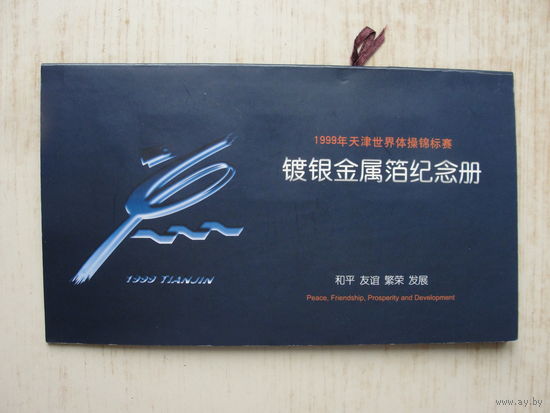 1999年天津世界体操锦标赛
镀银金属箔纪念册
1999 TIANJIN
和平 友谊 繁荣 发展
Peace, Friendship, Prosperity and Development
www.ay.by